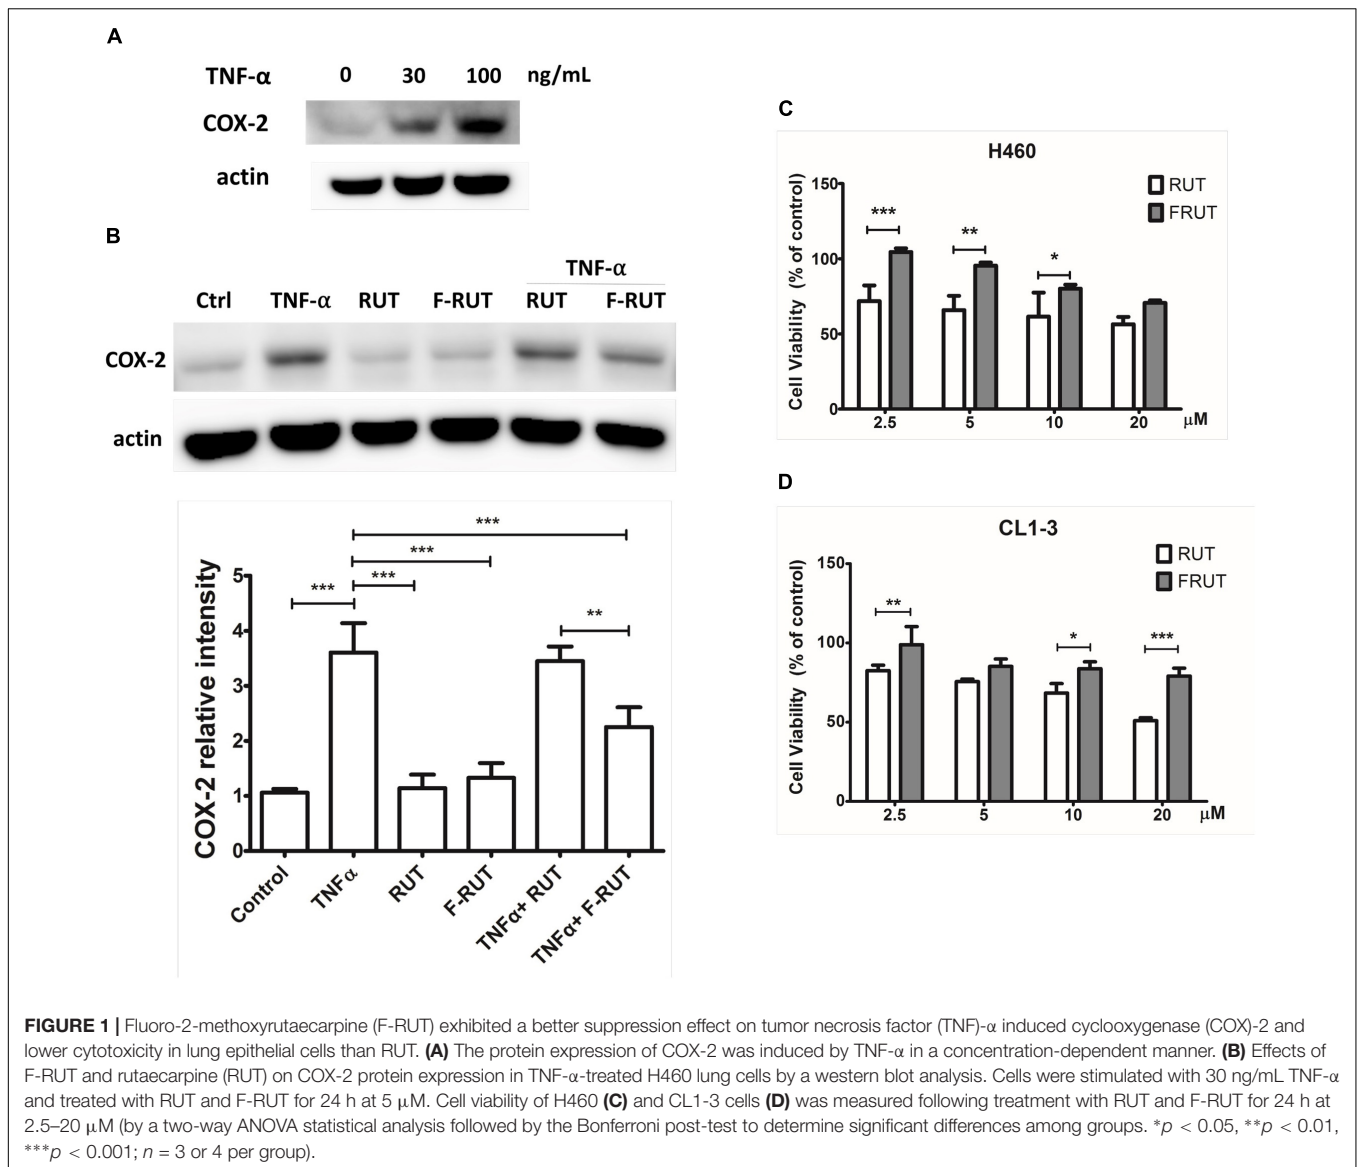 A
TNF-α 0 30 100 ng/mL
COX-2
actin
B
TNF-α
Ctrl TNF-α RUT F-RUT RUT F-RUT
COX-2
actin
COX-2 relative intensity
5
4
3
2
1
0
***
***
***
***
**
Control TNFα RUT F-RUT TNFα+ RUT TNFα+ F-RUT
C
H460
RUT
FRUT
Cell Viability (% of control)
150
100
50
0
*** ** *
2.5 5 10 20 μM
D
CL1-3
RUT
FRUT
Cell Viability (% of control)
150
100
50
0
** * ***
2.5 5 10 20 μM
FIGURE 1 | Fluoro-2-methoxyrutaecarpine (F-RUT) exhibited a better suppression effect on tumor necrosis factor (TNF)-α induced cyclooxygenase (COX)-2 and
lower cytotoxicity in lung epithelial cells than RUT. (A) The protein expression of COX-2 was induced by TNF-α in a concentration-dependent manner. (B) Effects of
F-RUT and rutaecarpine (RUT) on COX-2 protein expression in TNF-α-treated H460 lung cells by a western blot analysis. Cells were stimulated with 30 ng/mL TNF-α
and treated with RUT and F-RUT for 24 h at 5 μM. Cell viability of H460 (C) and CL1-3 cells (D) was measured following treatment with RUT and F-RUT for 24 h at
2.5–20 μM (by a two-way ANOVA statistical analysis followed by the Bonferroni post-test to determine significant differences among groups. *p < 0.05, **p < 0.01,
***p < 0.001; n = 3 or 4 per group).